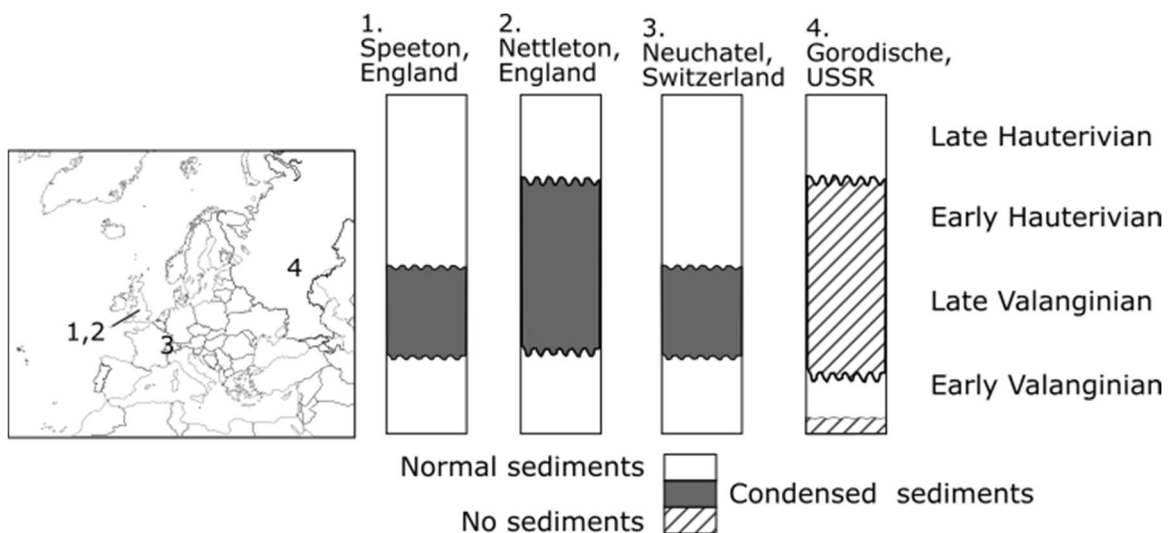 1.
Speeton,
England
2.
Nettleton,
England
3.
Neuchatel,
Switzerland
4.
Gorodische,
USSR
Late Hauterivian
Early Hauterivian
Late Valanginian
Early Valanginian
4
1,2
3
Normal sediments
Condensed sediments
No sediments